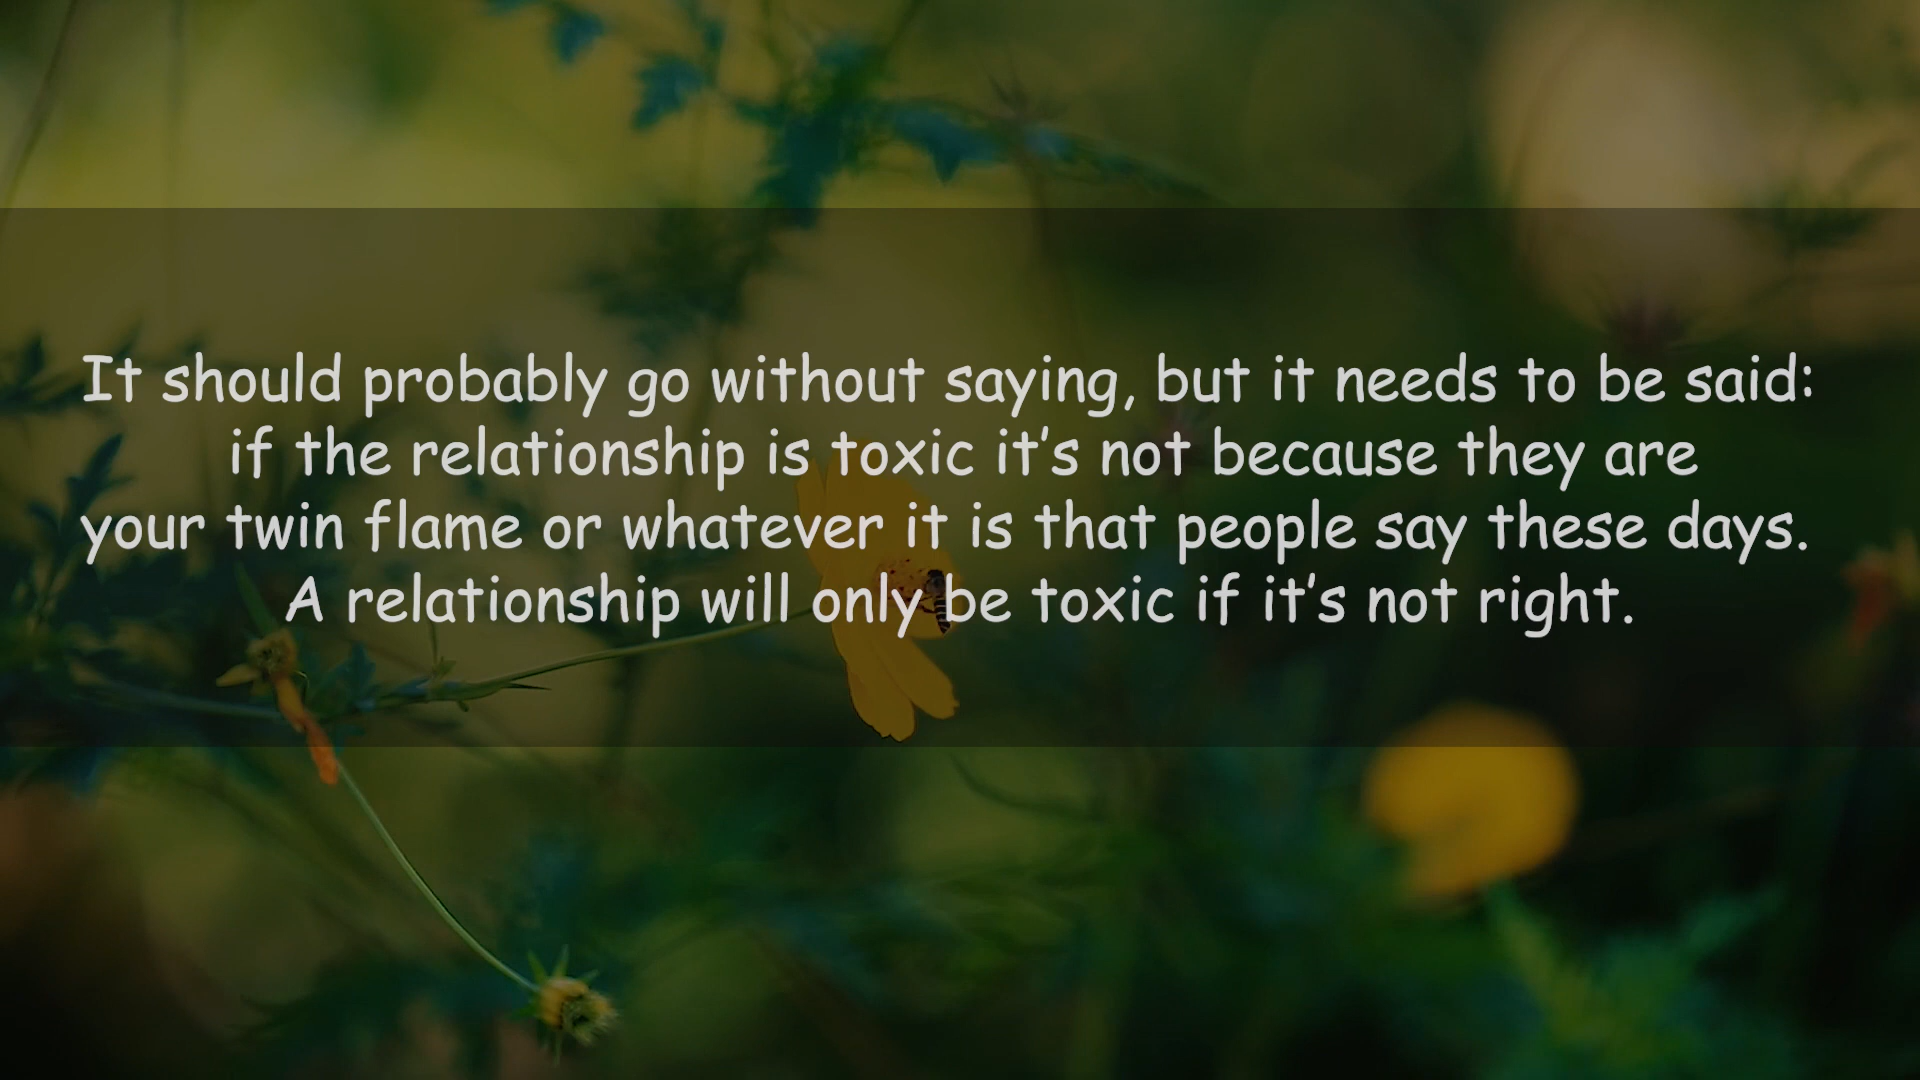 It should probably go without saying, but it needs to be said:
if the relationship is toxic it’s not because they are
your twin flame or whatever it is that people say these days.
A relationship will only be toxic if it’s not right.